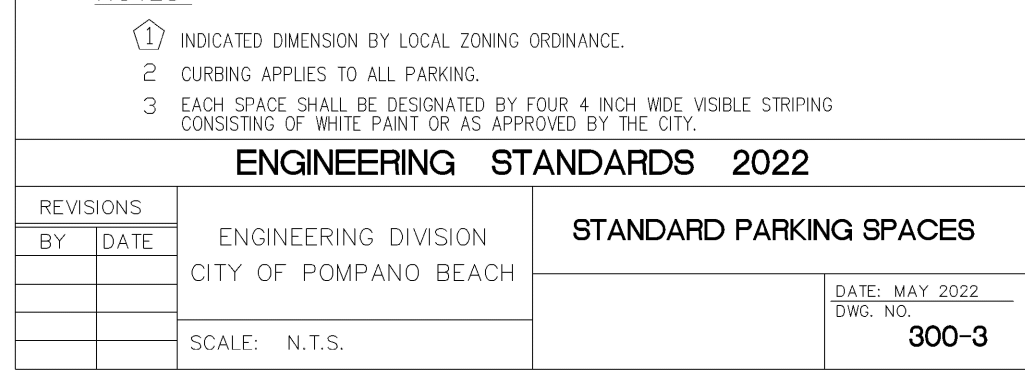 1 INDICATED DIMENSION BY LOCAL ZONING ORDINANCE.
2 CURBING APPLIES TO ALL PARKING.
3 EACH SPACE SHALL BE DESIGNATED BY FOUR 4 INCH WIDE VISIBLE STRIPING
CONSISTING OF WHITE PAINT OR AS APPROVED BY THE CITY.
ENGINEERING STANDARDS 2022
REVISIONS
BY DATE
ENGINEERING DIVISION
CITY OF POMPANO BEACH
SCALE: N.T.S.
STANDARD PARKING SPACES
DATE: MAY 2022
DWG. NO.
300-3